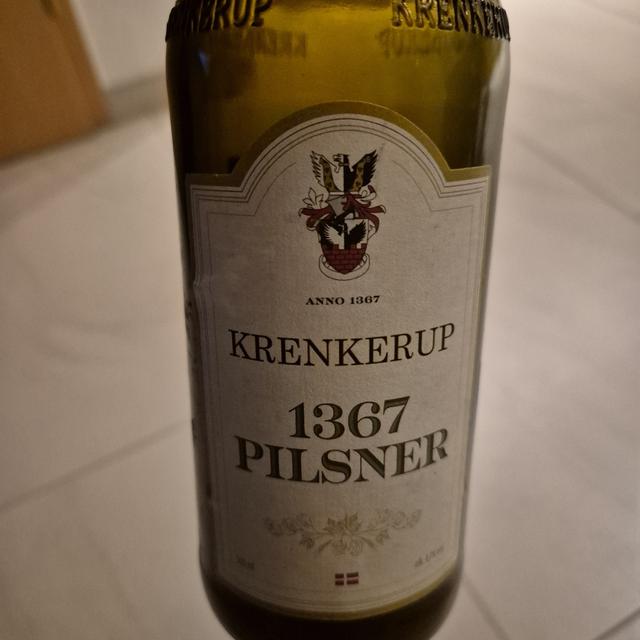 KRENKERUP
ANNO 1367
KRENKERUP
1367
PILSNER